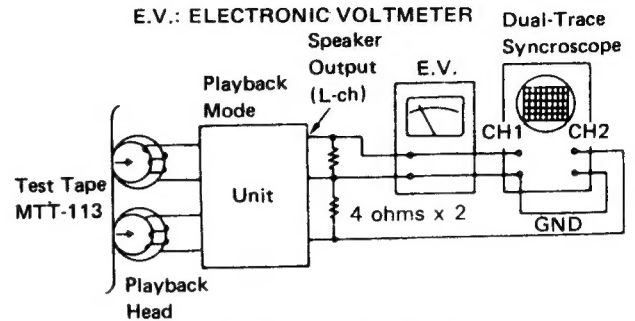 E.V.: ELECTRONIC VOLTMETER
Dual-Trace
Syncroscope
Speaker
Output
(L-ch)
E.V.
Playback
Mode
CH1
CH2
Test Tape
MTT-113
Unit
4 ohms x 2
GND
Playback
Head